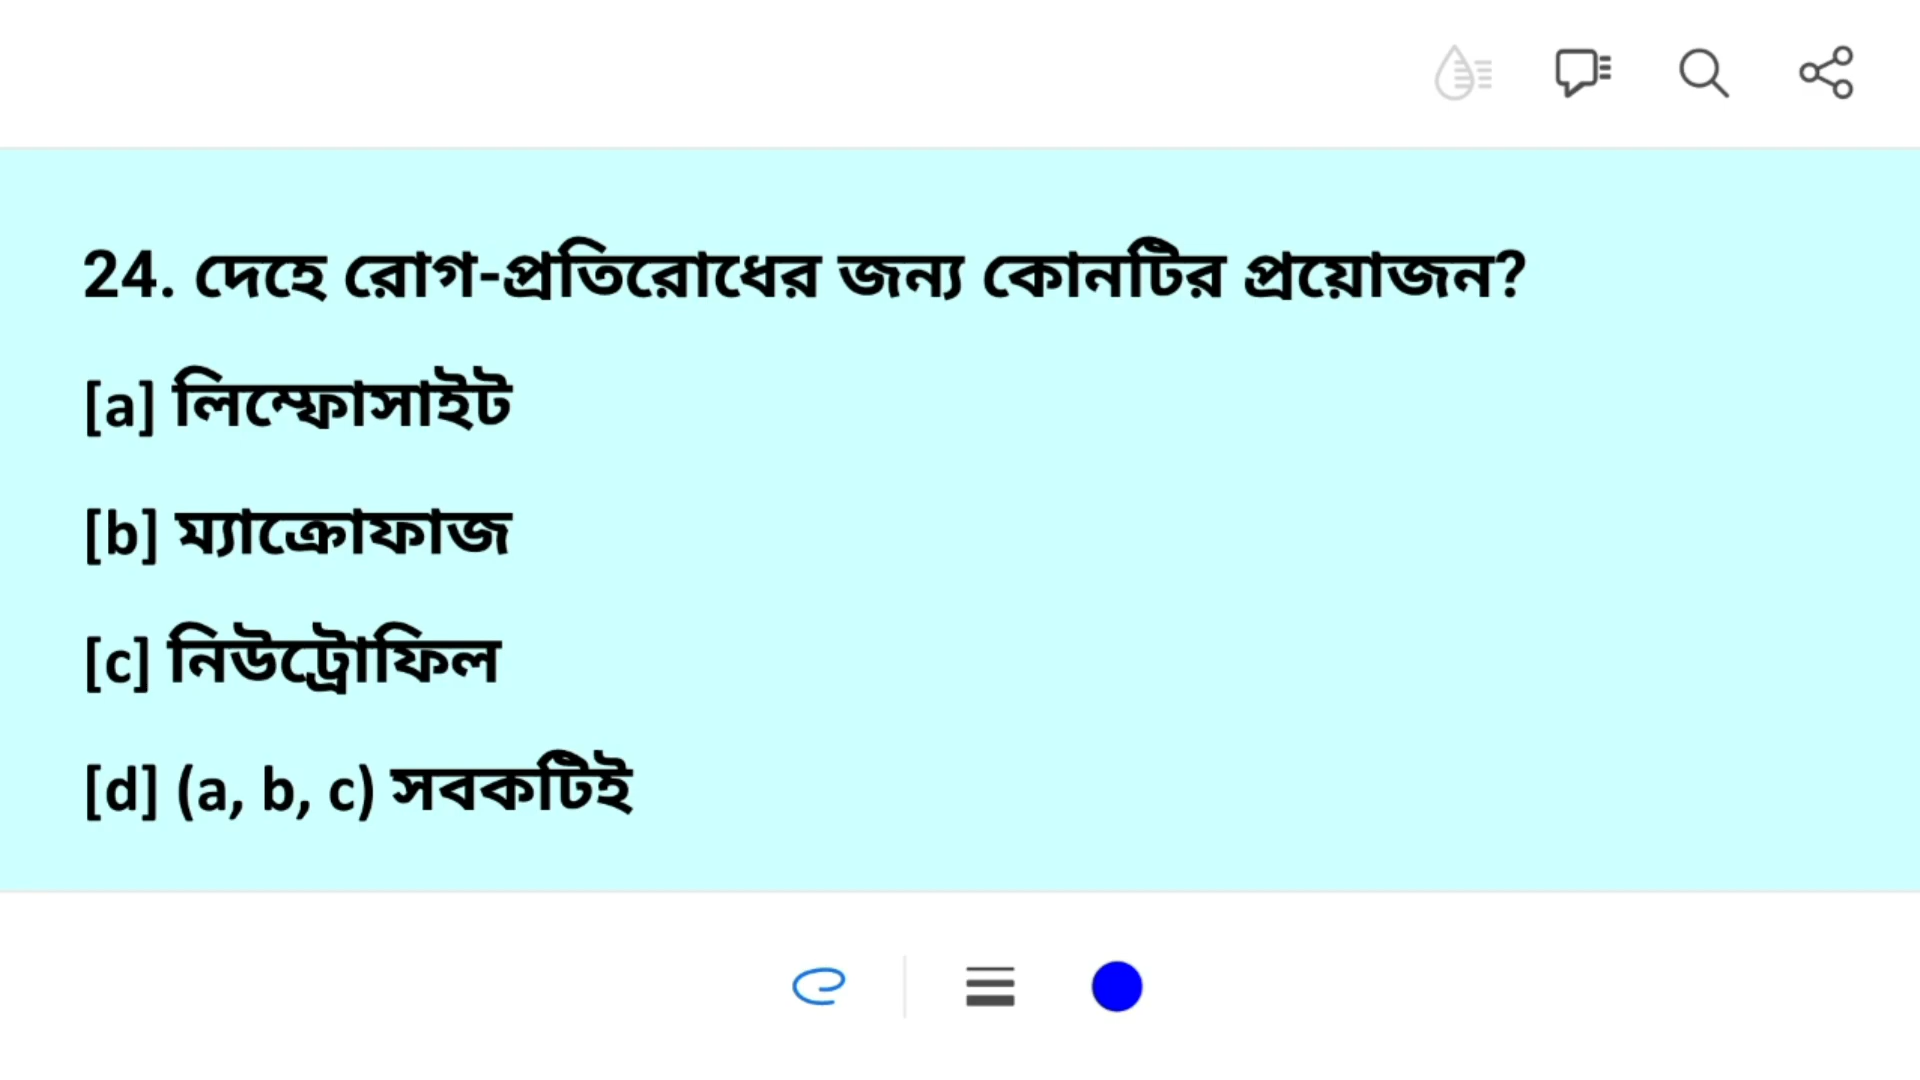 24. দেহে রোগ-প্রতিরোধের জন্য কোনটির প্রয়োজন?
[a] লিম্ফোসাইট
[b] ম্যাক্রোফাজ
[c] নিউট্রোফিল
[d] (a, b, c) সবকটিই